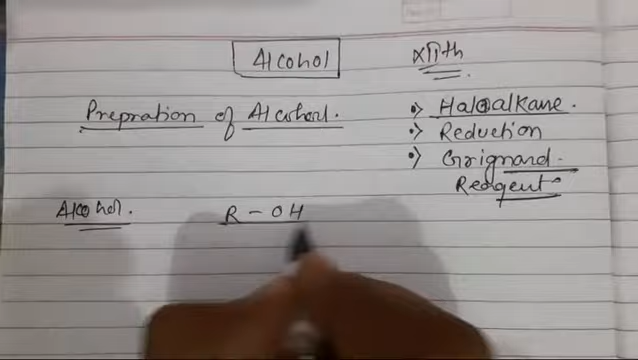 Alcohol
XIIth
Prepration of Alcohol.
•> Haloalkane.
•> Reduction
•> Grignard.
Reagent
Alcohol.
R - OH